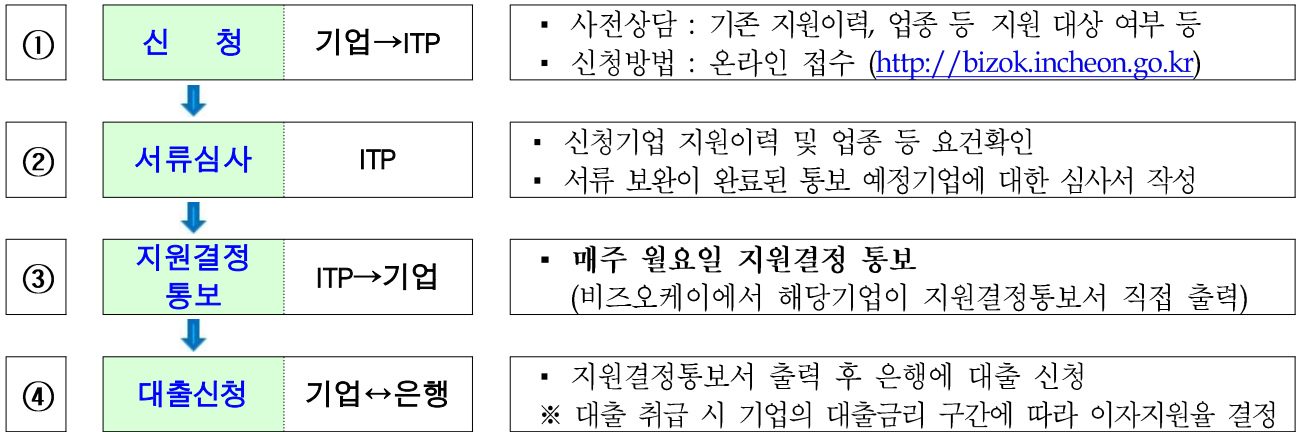 ① 신 청 기업→ITP ▪ 사전상담 : 기존 지원이력, 업종 등 지원 대상 여부 등
▪ 신청방법 : 온라인 접수 (http://bizok.incheon.go.kr)
② 서류심사 ITP ▪ 신청기업 지원이력 및 업종 등 요건확인
▪ 서류 보완이 완료된 통보 예정기업에 대한 심사서 작성
③ 지원결정 통보 ITP→기업 ▪ 매주 월요일 지원결정 통보
(비즈오케이에서 해당기업이 지원결정통보서 직접 출력)
④ 대출신청 기업↔은행 ▪ 지원결정통보서 출력 후 은행에 대출 신청
※ 대출 취급 시 기업의 대출금리 구간에 따라 이자지원율 결정